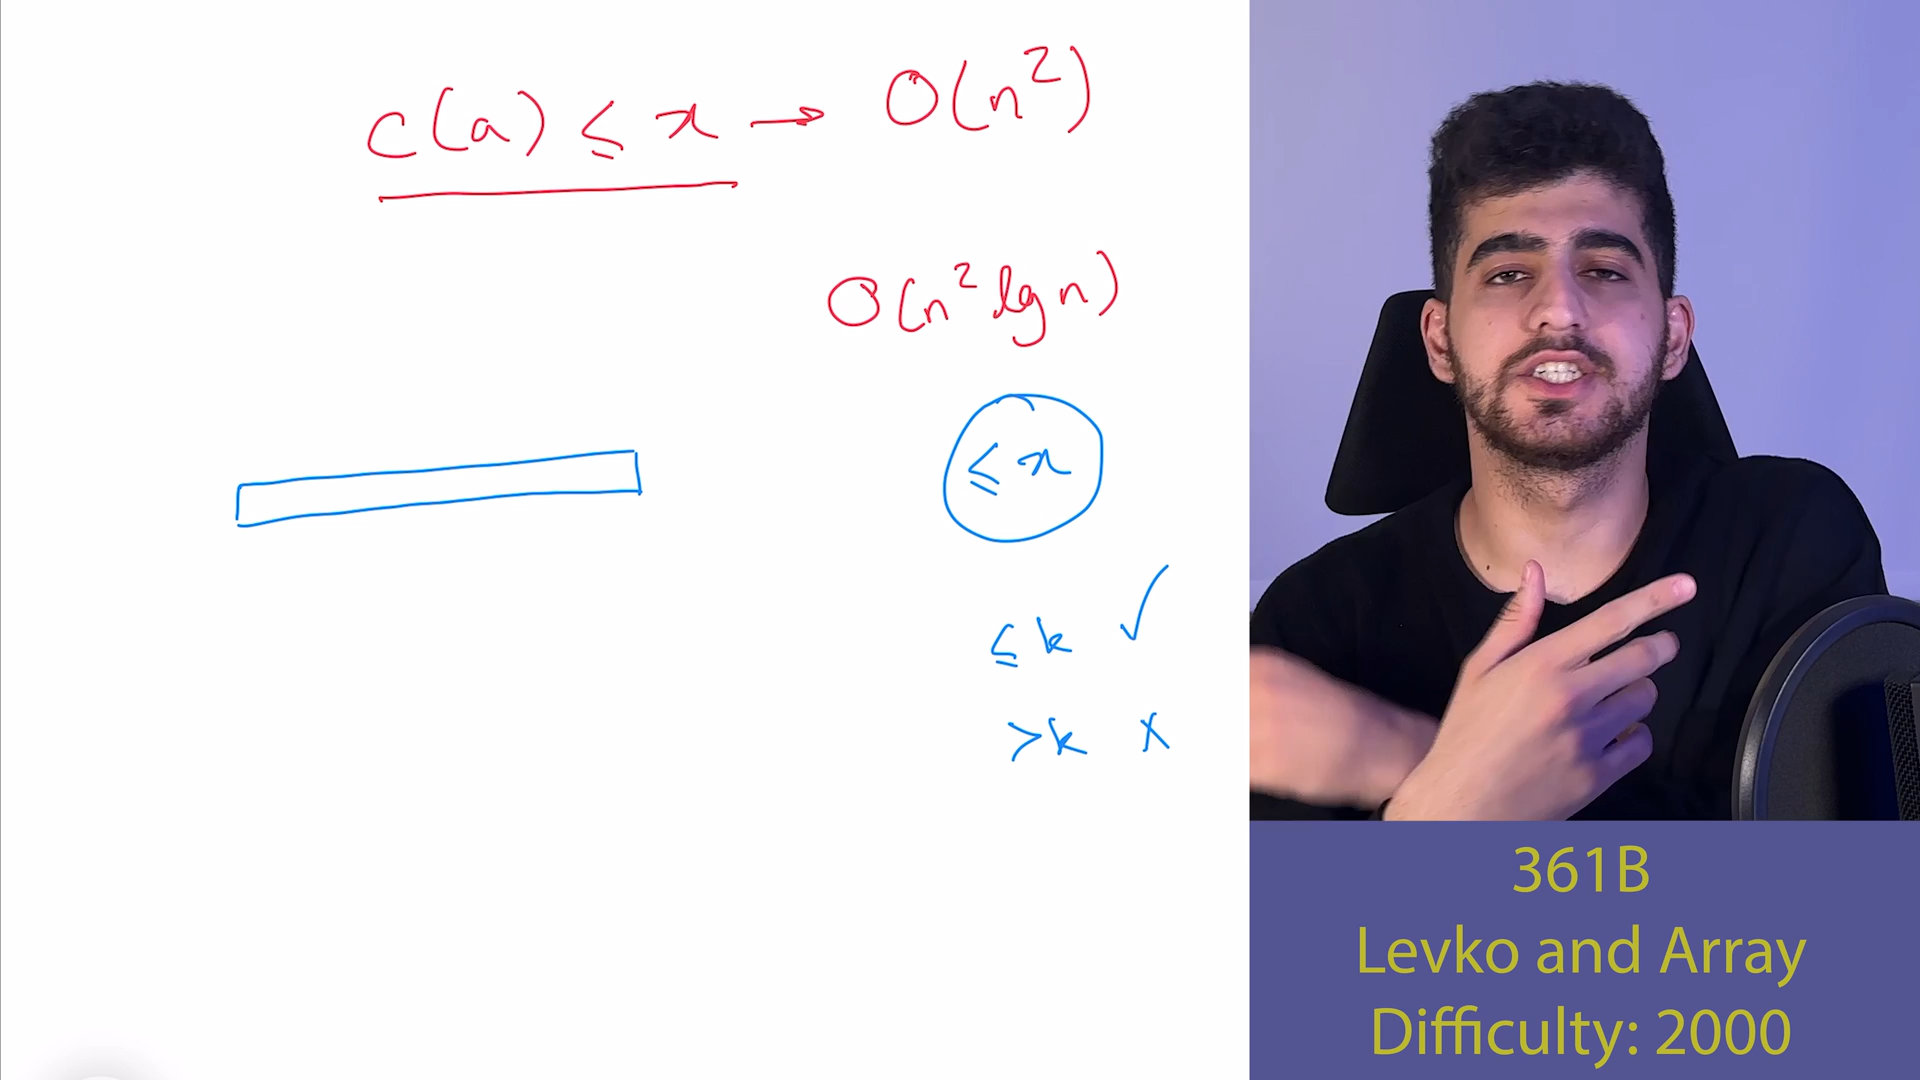 c(a) ≤ x → O(n²)
O(n² lg n)
≤ x
≤ k ✓
> k x
361B
Levko and Array
Difficulty: 2000